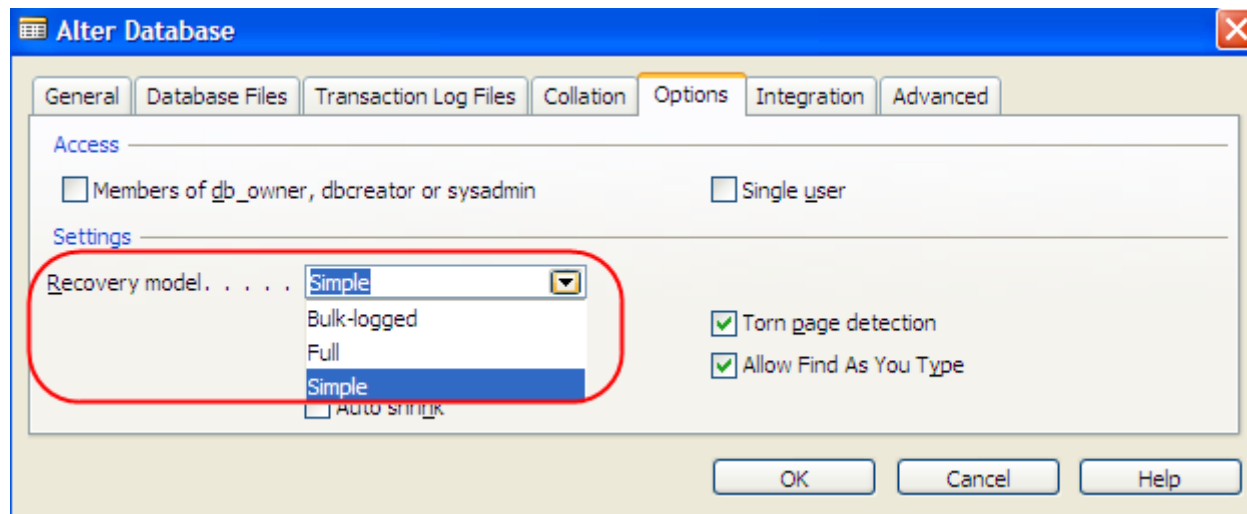 Alter Database
General Database Files Transaction Log Files Collation Options Integration Advanced
Access
Members of db_owner, dbcreator or sysadmin Single user
Settings
Recovery model. . . . . Simple
Bulk-logged Torn page detection
Full Allow Find As You Type
Simple
Auto shrink
OK Cancel Help